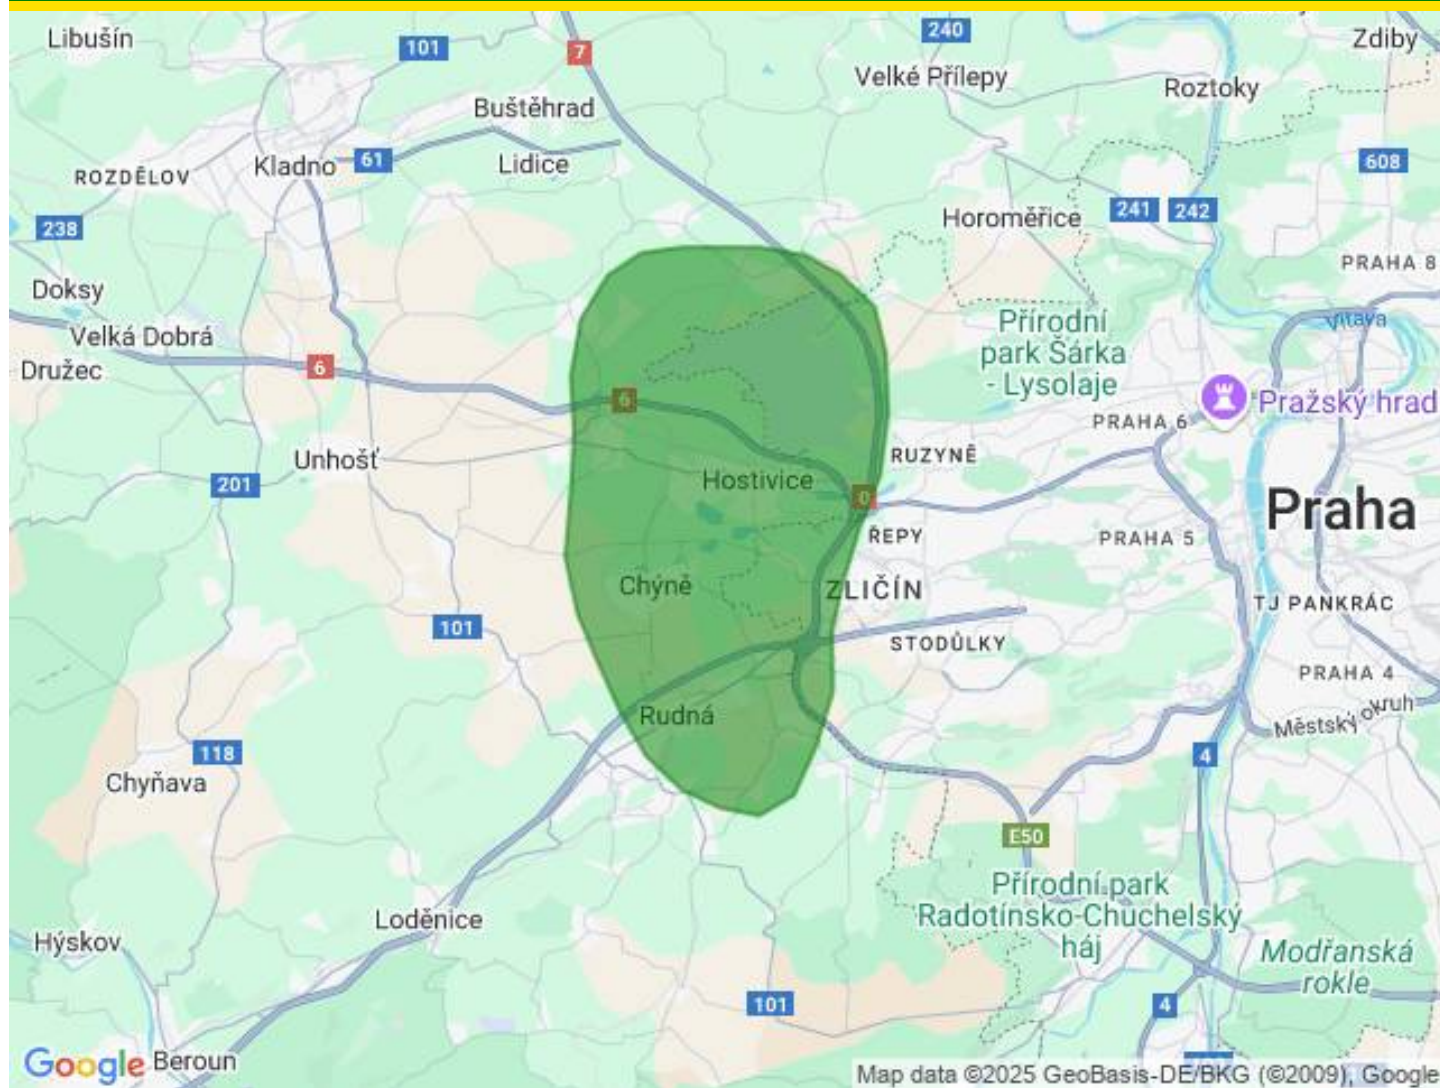 Libušín
101
7
240
Zdiby
Velké Přílepy
Roztoky
Buštěhrad
Kladno
61
Lidice
608
ROZDĚLOV
238
Horoměřice
241
242
PRAHA 8
Doksy
Přírodní
park Šárka
- Lysolaje
Vltava
Velká Dobrá
Družec
6
6
Pražský hrad
PRAHA 6
Unhošť
RUZYNĚ
201
Hostivice
0
Praha
ŘEPY
PRAHA 5
Chýně
ZLIČÍN
TJ PANKRÁC
101
STODŮLKY
PRAHA 4
Rudná
Městský okruh
118
4
Chyňava
E50
Přírodní park
Radotínsko-Chuchelský
háj
Loděnice
Hýskov
Modřanská
rokle
101
4
Google
Beroun
Map data ©2025 GeoBasis-DE/BKG (©2009), Google